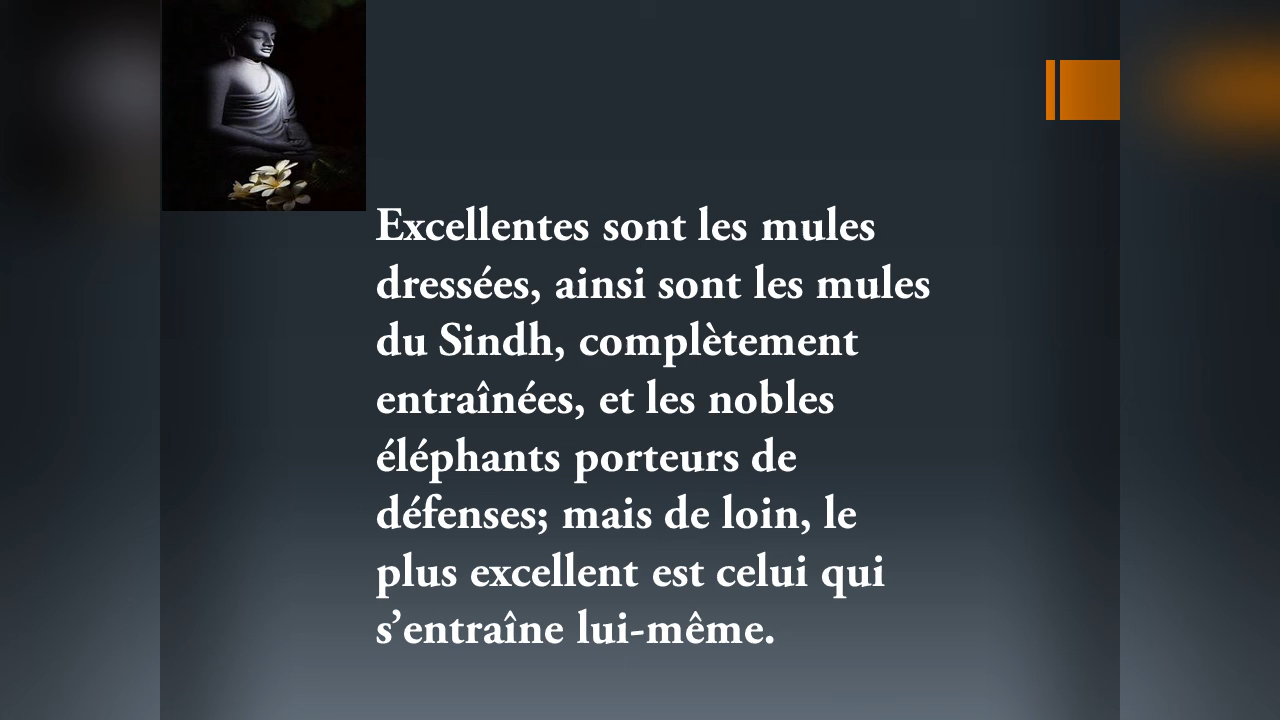 Excellentes sont les mules
dressées, ainsi sont les mules
du Sindh, complètement
entraînées, et les nobles
éléphants porteurs de
défenses; mais de loin, le
plus excellent est celui qui
s’entraîne lui-même.